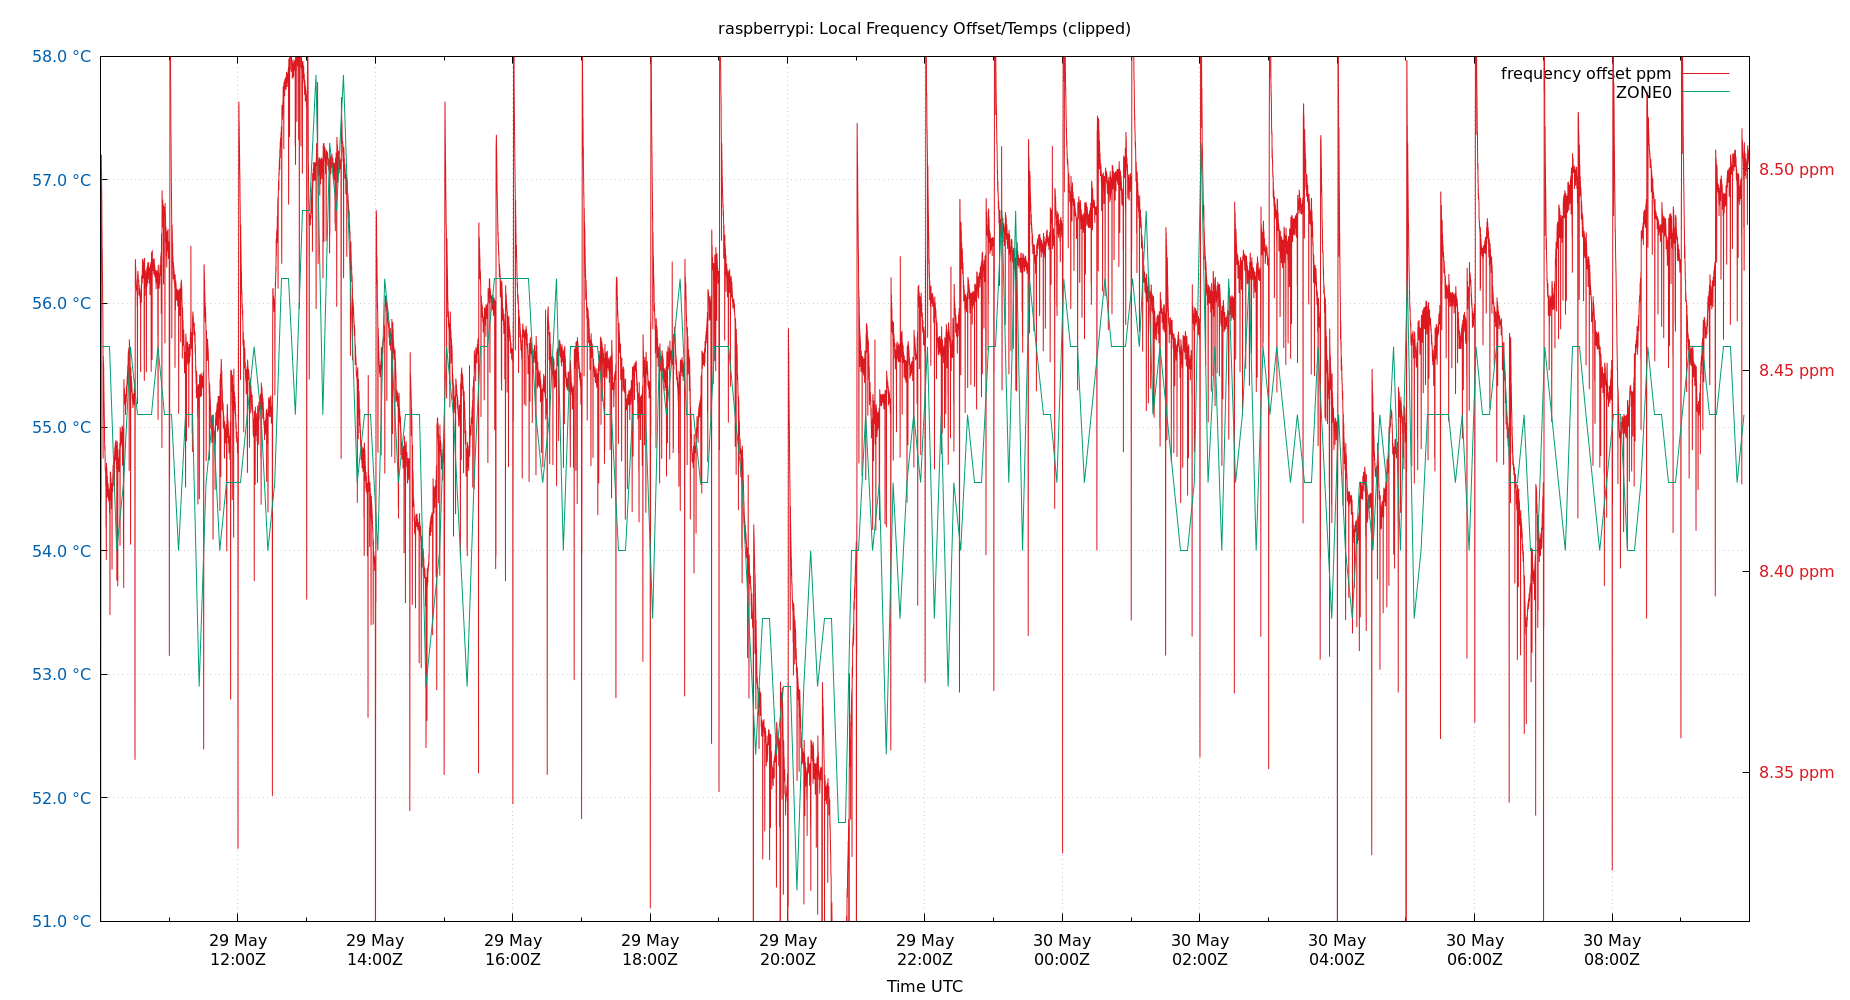 raspberrypi: Local Frequency Offset/Temps (clipped)
58.0 °C
57.0 °C
56.0 °C
55.0 °C
54.0 °C
53.0 °C
52.0 °C
51.0 °C
frequency offset ppm
ZONE0
8.50 ppm
8.45 ppm
8.40 ppm
8.35 ppm
29 May
12:00Z
29 May
14:00Z
29 May
16:00Z
29 May
18:00Z
29 May
20:00Z
29 May
22:00Z
30 May
00:00Z
30 May
02:00Z
30 May
04:00Z
30 May
06:00Z
30 May
08:00Z
Time UTC